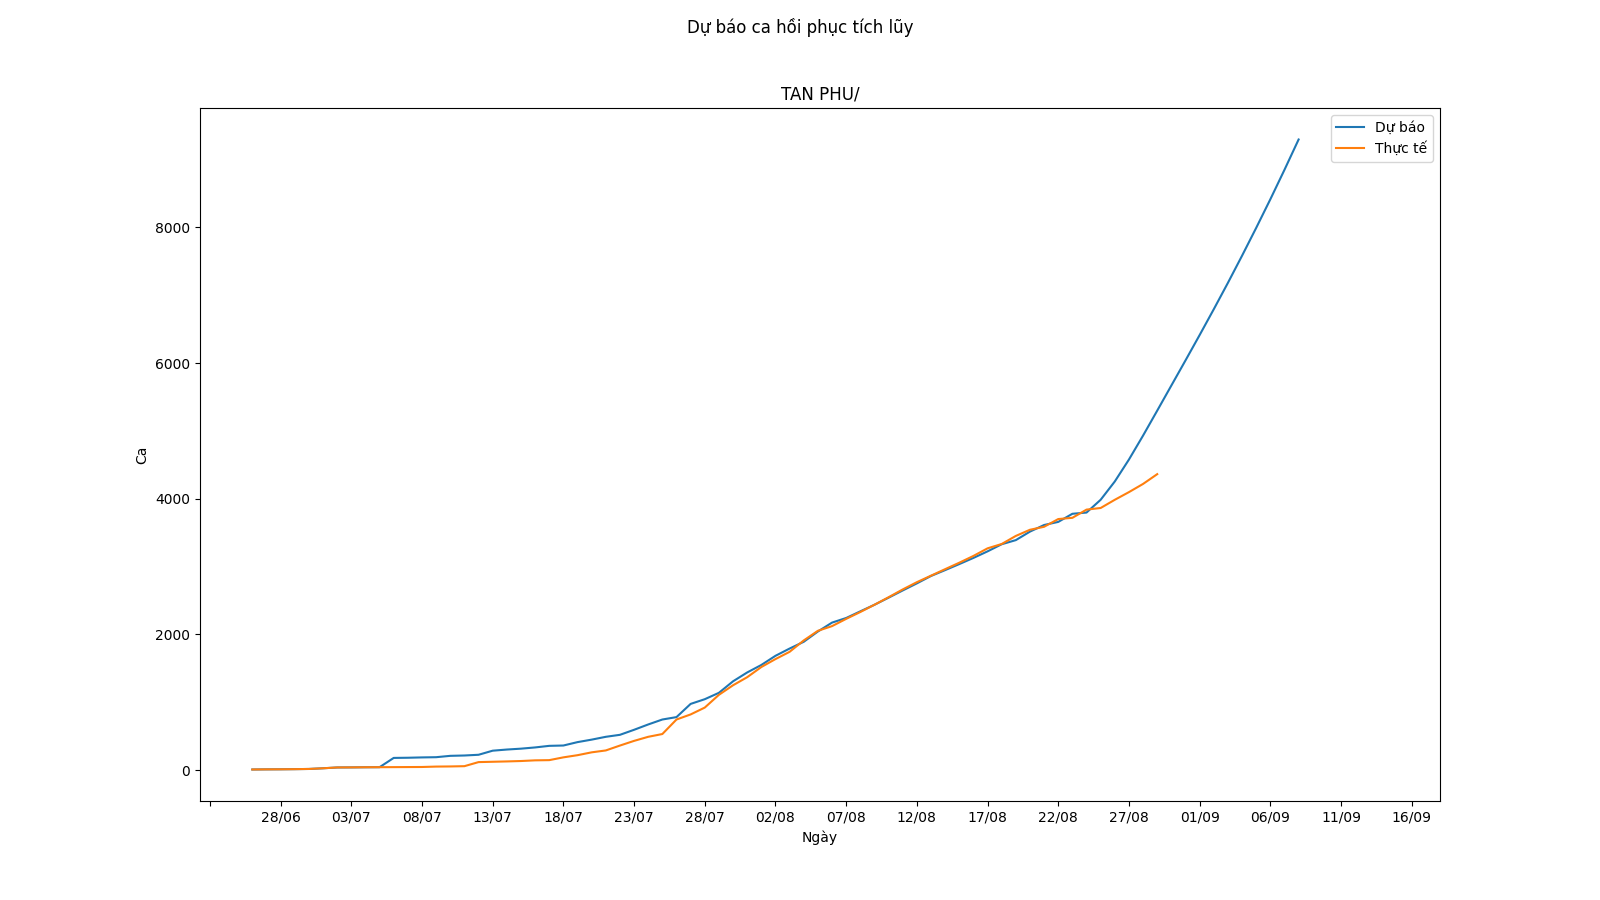 Dự báo ca hồi phục tích lũy
TAN PHU/
Dự báo
Thực tế
8000
6000
4000
2000
0
Ca
28/06 03/07 08/07 13/07 18/07 23/07 28/07 02/08 07/08 12/08 17/08 22/08 27/08 01/09 06/09 11/09 16/09
Ngày